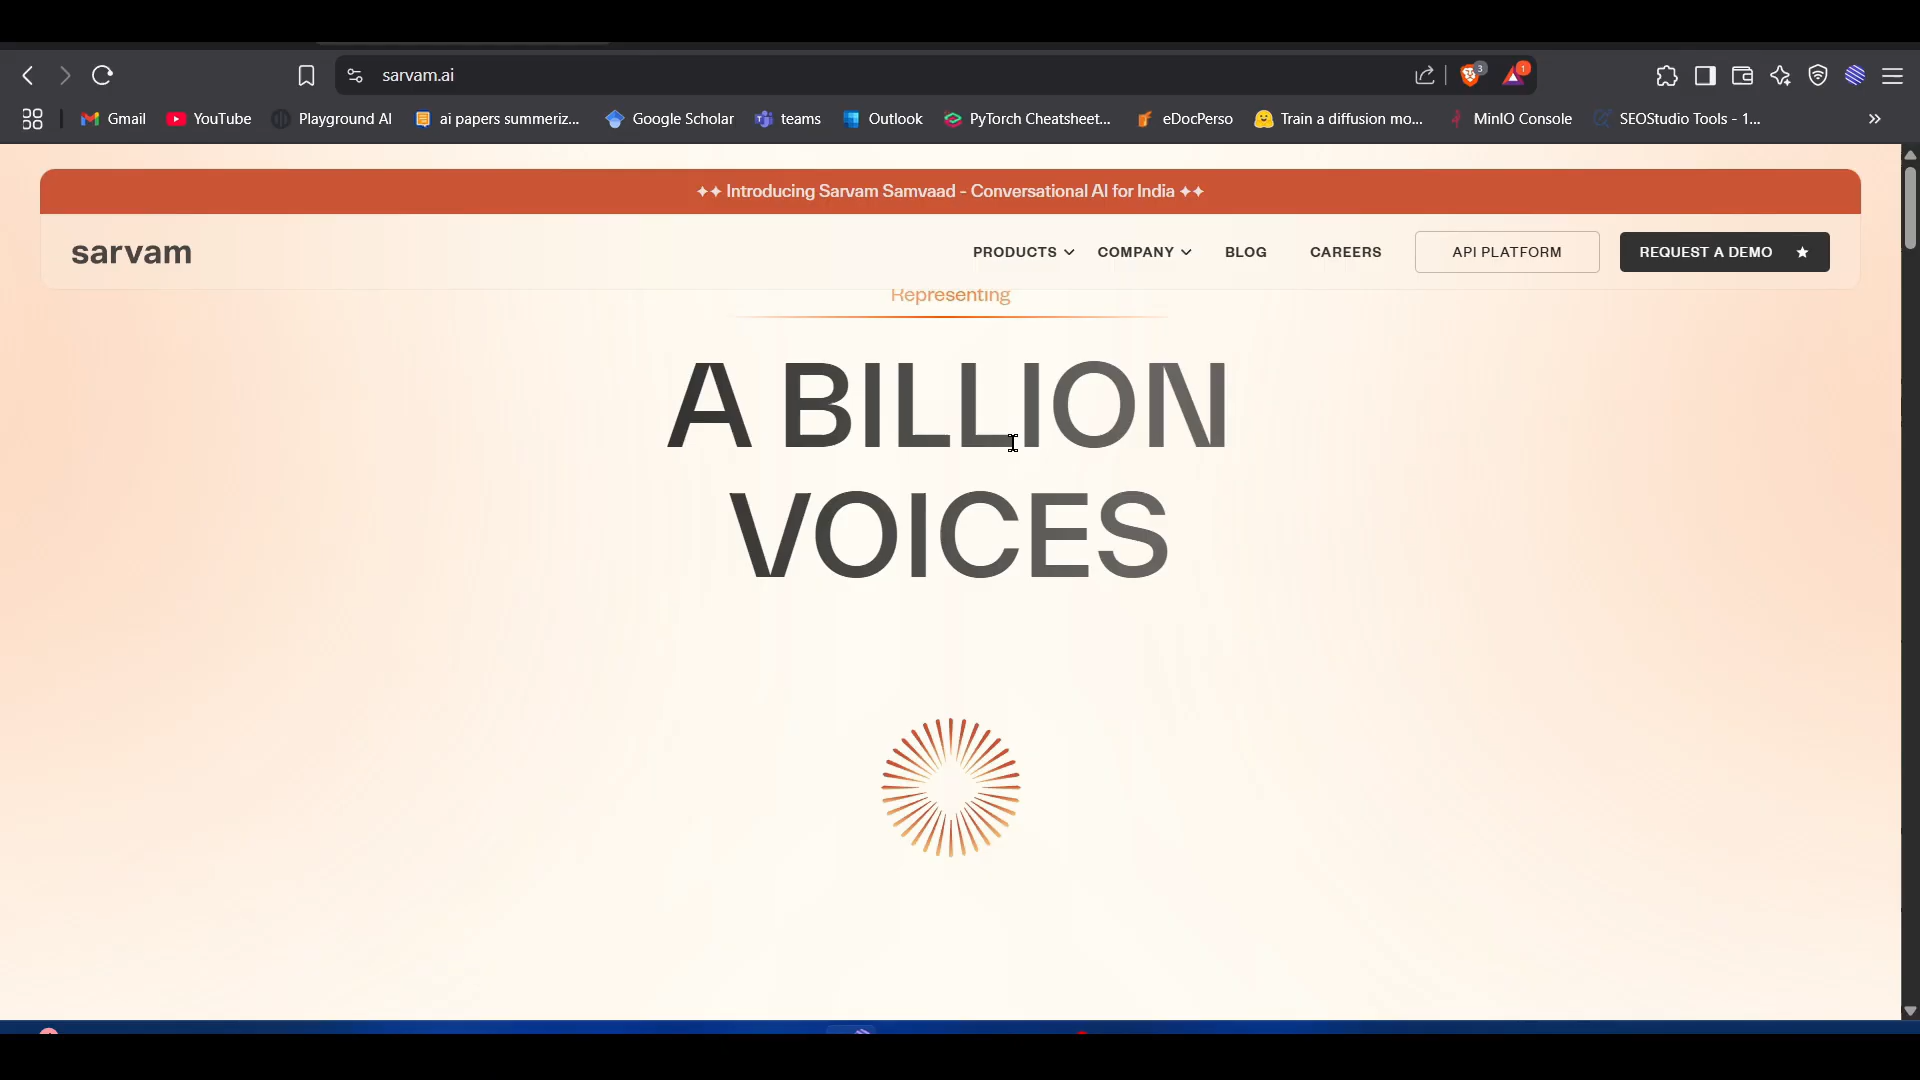 sarvam.ai
3
1
Gmail
YouTube
Playground AI
ai papers summeriz...
Google Scholar
teams
Outlook
PyTorch Cheatsheet...
eDocPerso
Train a diffusion mo...
MinIO Console
SEOStudio Tools - 1...
»
✦✦ Introducing Sarvam Samvaad - Conversational AI for India ✦✦
sarvam
PRODUCTS
COMPANY
BLOG
CAREERS
API PLATFORM
REQUEST A DEMO ★
Representing
A BILLION
VOICES